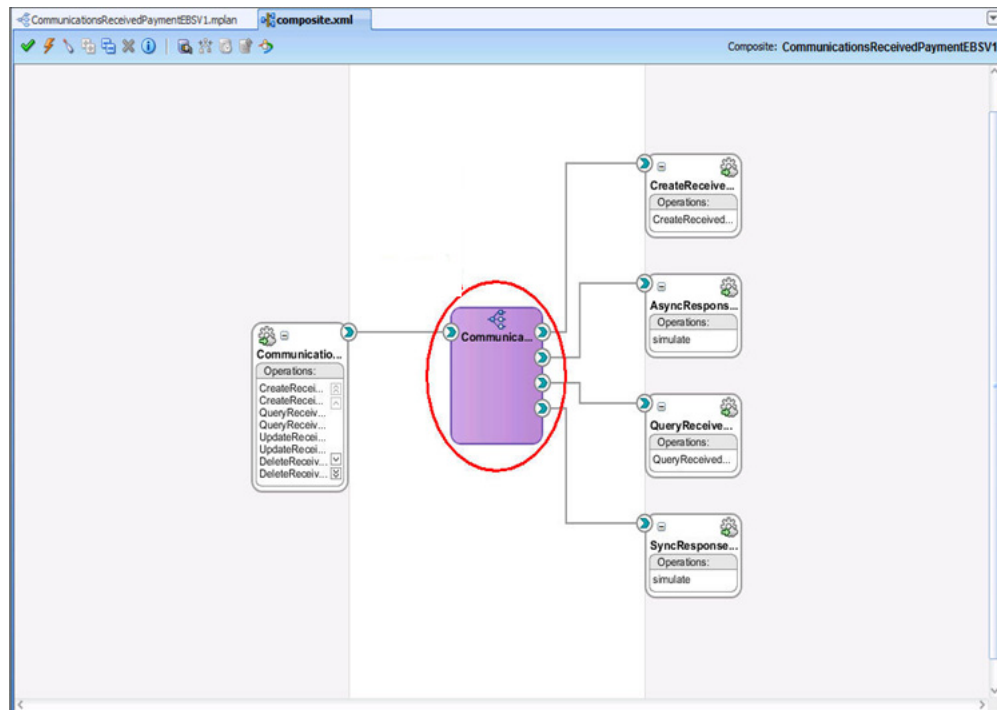 CommunicationsReceivedPaymentEBSV1.mplan
composite.xml
Composite: CommunicationsReceivedPaymentEBSV1
Communicatio...
Operations:
CreateRecei...
CreateRecei...
QueryReceiv...
QueryReceiv...
UpdateRecei...
UpdateRecei...
DeleteReceiv...
DeleteReceiv...
Communica...
CreateReceive...
Operations:
CreateReceived...
AsyncRespons...
Operations:
simulate
QueryReceive...
Operations:
QueryReceived...
SyncResponse...
Operations:
simulate